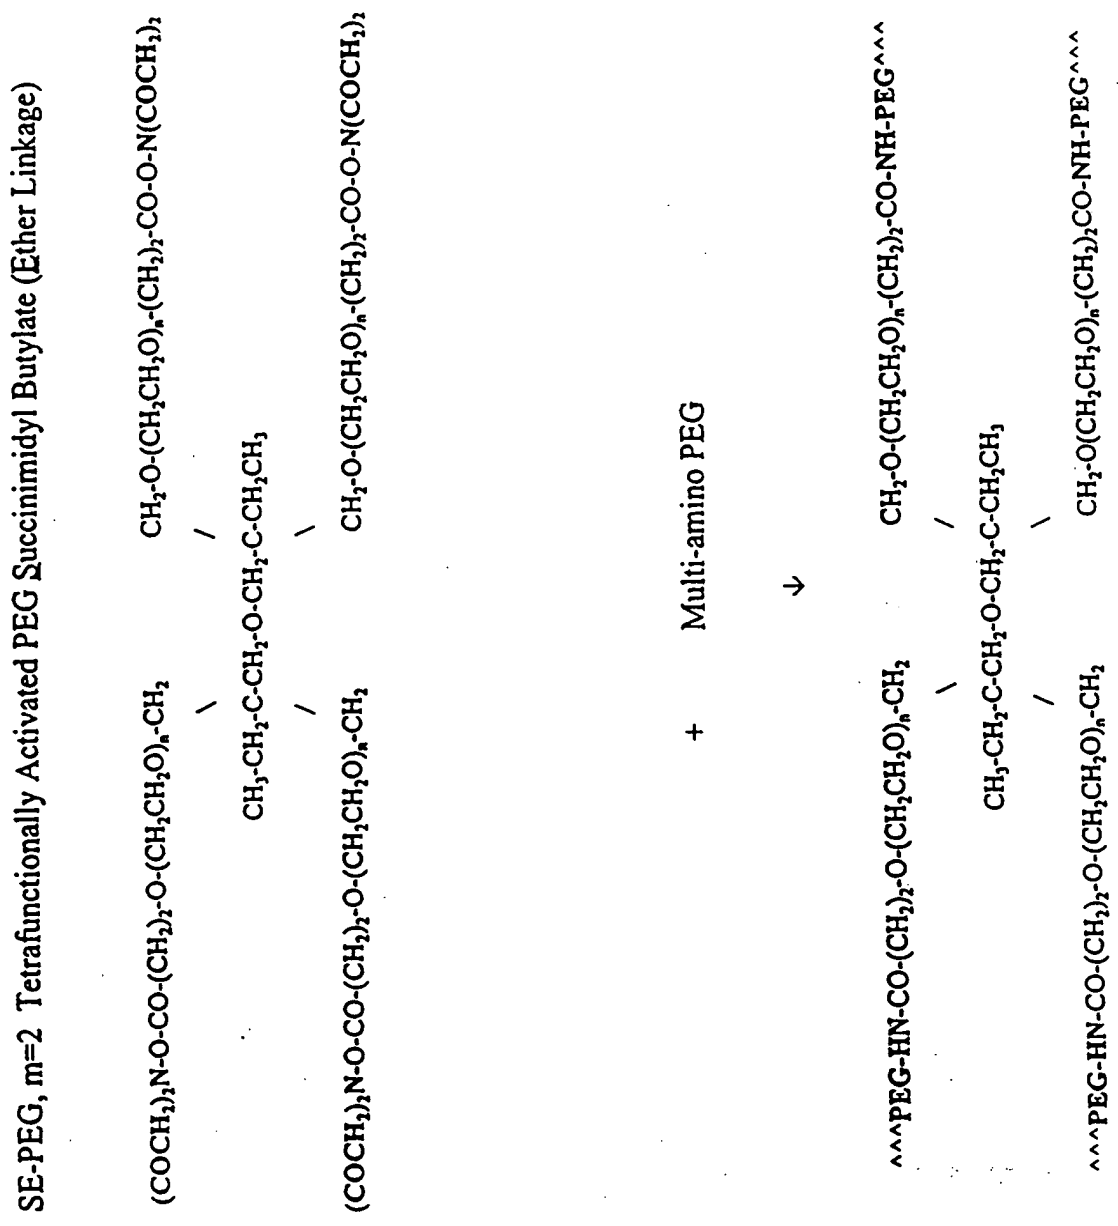 SE-PEG, m=2 Tetrafunctionally Activated PEG Succinimidyl Butylate (Ether Linkage)
(COCH₂)₂N-O-CO-(CH₂)₂-O-(CH₂CH₂O)ₙ-CH₂ CH₂-O-(CH₂CH₂O)ₙ-(CH₂)₂-CO-O-N(COCH₂)₂
\ /
CH₃-CH₂-C-CH₂-O-CH₂-C-CH₂CH₃
/ \
(COCH₂)₂N-O-CO-(CH₂)₂-O-(CH₂CH₂O)ₙ-CH₂ CH₂-O-(CH₂CH₂O)ₙ-(CH₂)₂-CO-O-N(COCH₂)₂
+ Multi-amino PEG
↓
^^^PEG-HN-CO-(CH₂)₂-O-(CH₂CH₂O)ₙ-CH₂ CH₂-O-(CH₂CH₂O)ₙ-(CH₂)₂-CO-NH-PEG^^^
\ /
CH₃-CH₂-C-CH₂-O-CH₂-C-CH₂CH₃
/ \
^^^PEG-HN-CO-(CH₂)₂-O-(CH₂CH₂O)ₙ-CH₂ CH₂-O(CH₂CH₂O)ₙ-(CH₂)₂CO-NH-PEG^^^